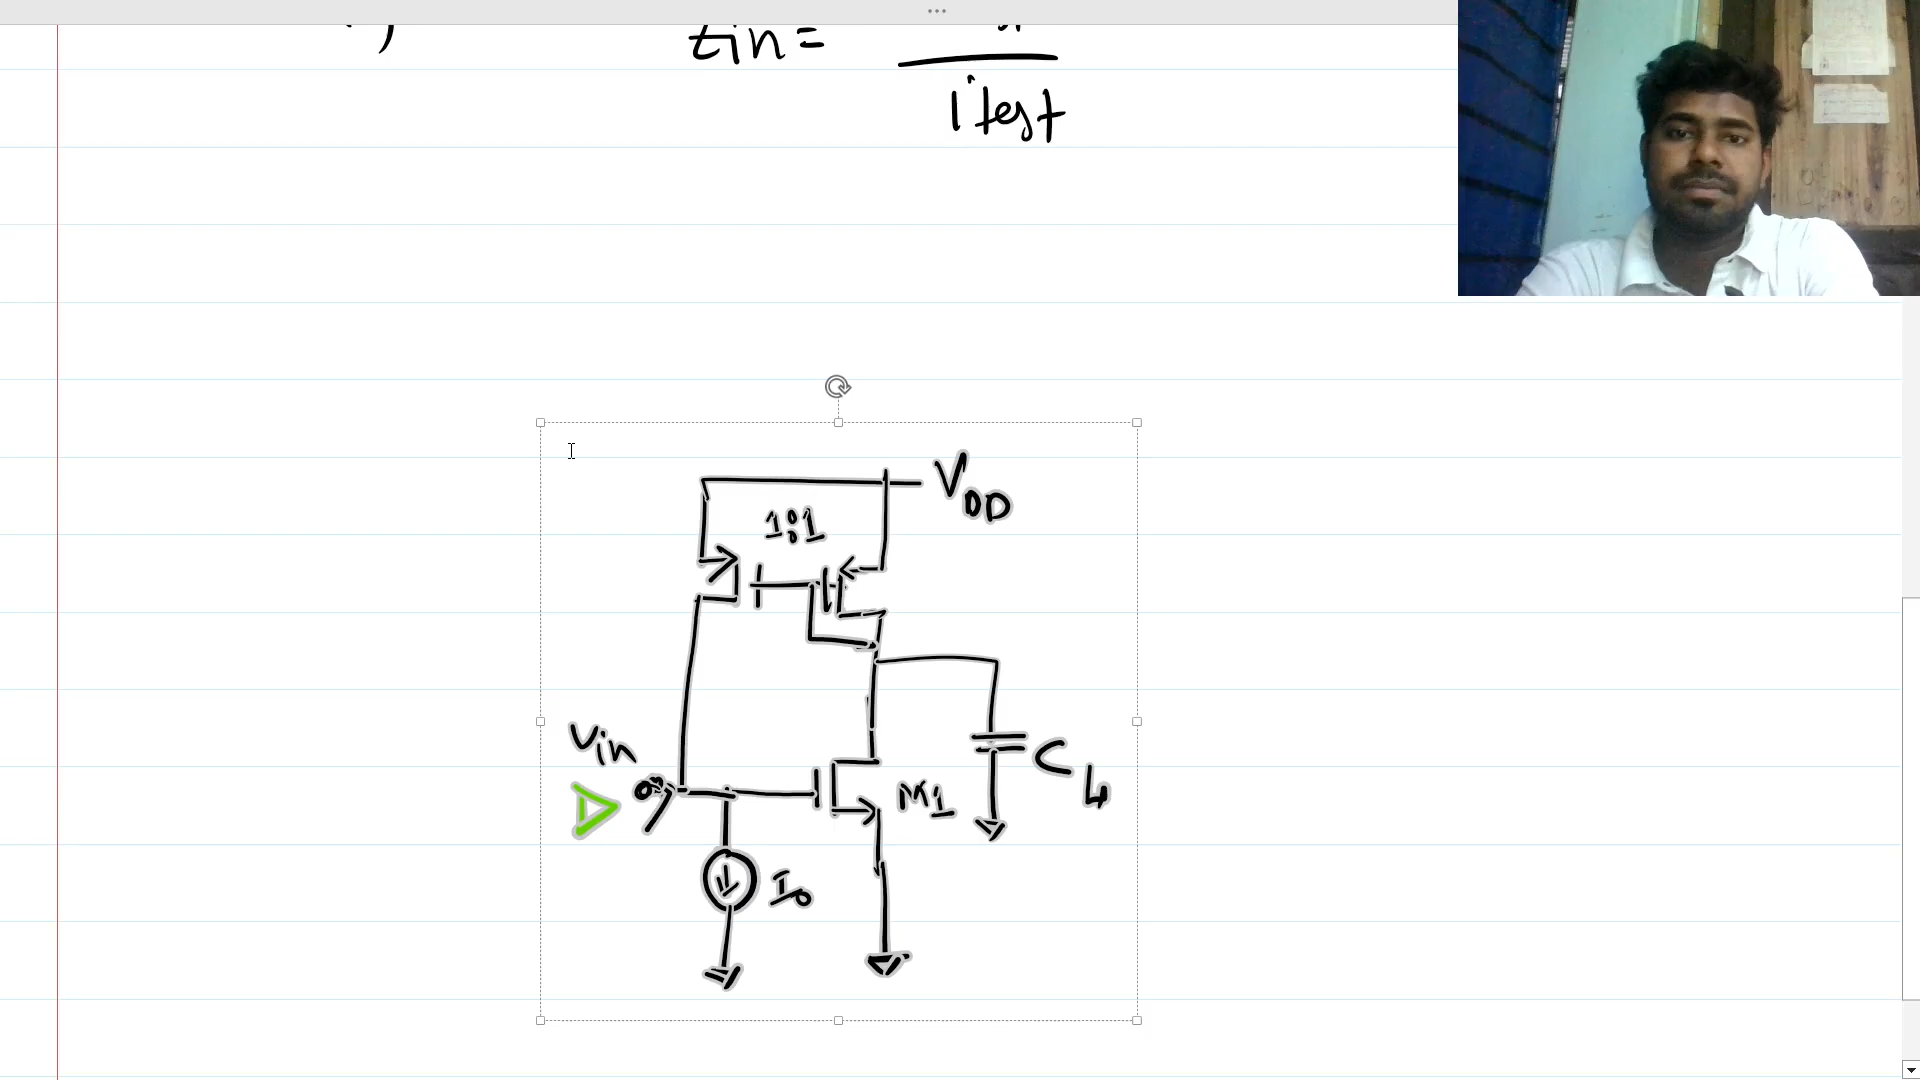 Zin =
itest
VDD
1:1
Vin
CL
M1
I0